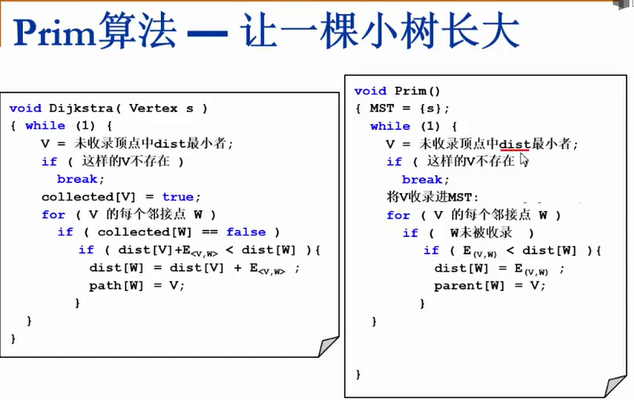 Prim算法 — 让一棵小树长大
void Dijkstra( Vertex s )
{ while (1) {
V = 未收录顶点中dist最小者;
if ( 这样的V不存在 )
break;
collected[V] = true;
for ( V 的每个邻接点 W )
if ( collected[W] == false )
if ( dist[V]+E<V,W> < dist[W] ){
dist[W] = dist[V] + E<V,W> ;
path[W] = V;
}
}
}
void Prim()
{ MST = {s};
while (1) {
V = 未收录顶点中dist最小者;
if ( 这样的V不存在 )
break;
将V收录进MST:
for ( V 的每个邻接点 W )
if ( W未被收录 )
if ( E(V,W) < dist[W] ){
dist[W] = E(V,W) ;
parent[W] = V;
}
}
}